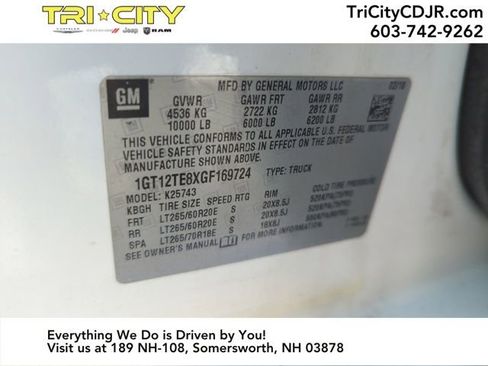 TRI CITY
TriCityCDJR.com
CHRYSLER Jeep RAM
603-742-9262
GM
MFD BY GENERAL MOTORS LLC
GVWR GAWR FRT GAWR RR
4536 KG 2722 KG 2812 KG
10000 LB 6000 LB 6200 LB
THIS VEHICLE CONFORMS TO ALL APPLICABLE U.S. FEDERAL MOTOR
VEHICLE SAFETY STANDARDS IN EFFECT ON THE DATE OF
MANUFACTURE SHOWN ABOVE.
1GT12TE8XGF169724
TYPE: TRUCK
MODEL: K25743
KBGH TIRE SIZE SPEED RTG RIM COLD TIRE PRESSURE
FRT LT265/60R20E S 20X8.5J
RR LT265/60R20E S 20X8.5J
SPA LT265/70R18E S 18X8J
SEE OWNER'S MANUAL FOR MORE INFORMATION.
Everything We Do is Driven by You!
Visit us at 189 NH-108, Somersworth, NH 03878